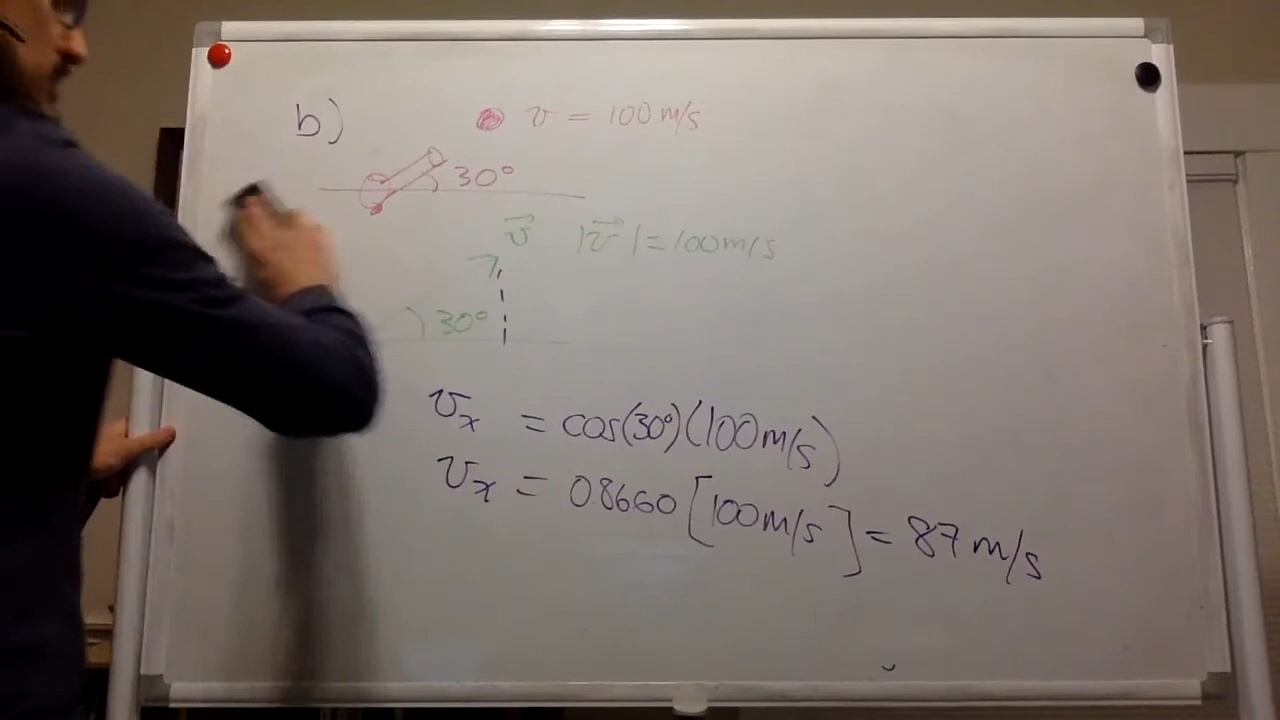 b) v = 100 m/s
30°
v⃗ |v⃗| = 100 m/s
30°
vₓ = cos(30°)(100 m/s)
vₓ = 0.8660 [100 m/s] = 87 m/s